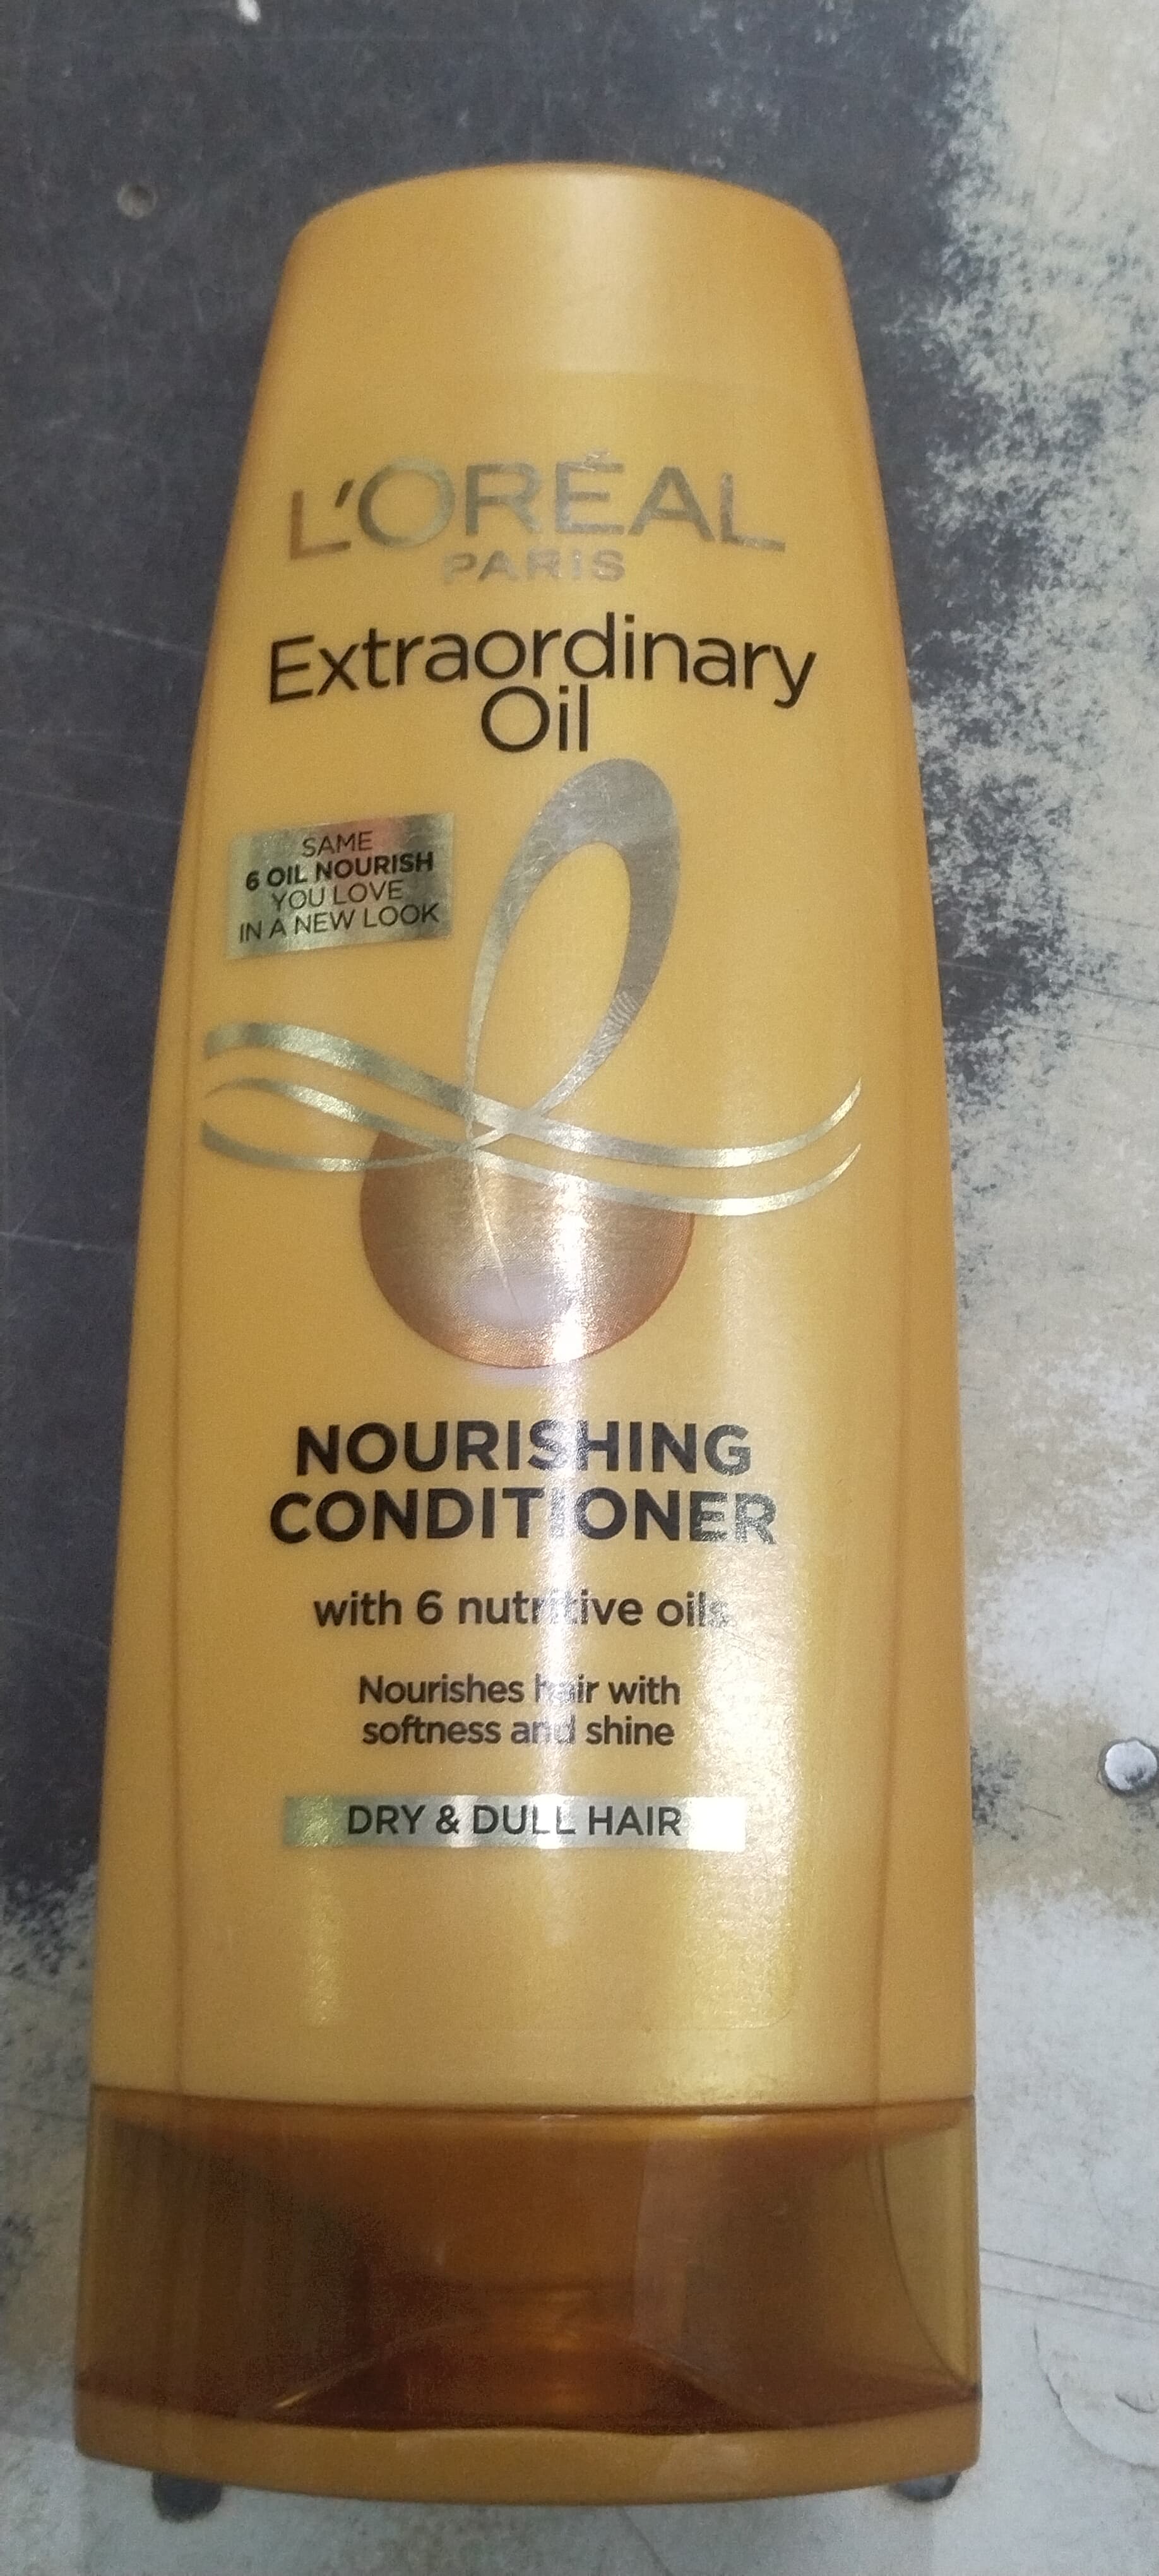 L'ORÉAL
PARIS
Extraordinary
Oil
SAME
6 OIL NOURISH
YOU LOVE
IN A NEW LOOK
NOURISHING
CONDITIONER
with 6 nutritive oils
Nourishes hair with
softness and shine
DRY & DULL HAIR